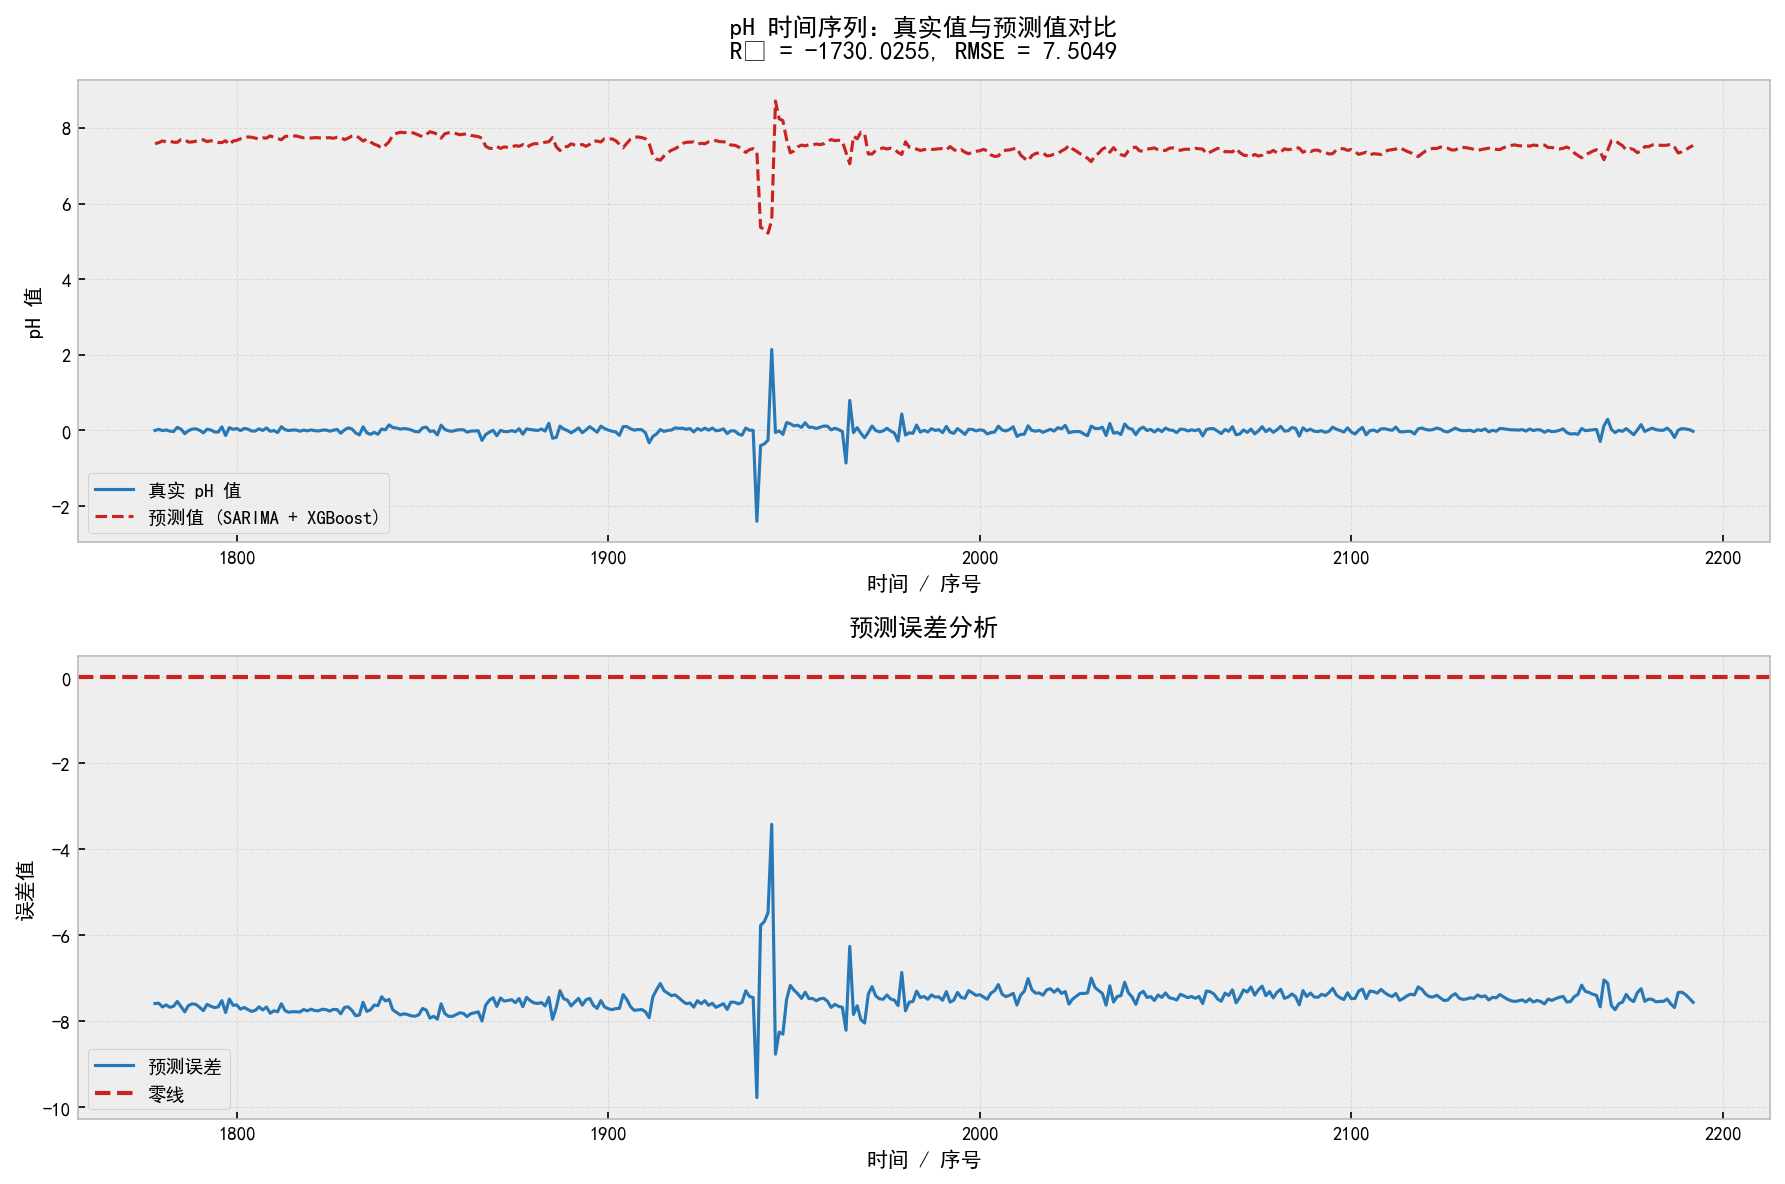 pH 时间序列：真实值与预测值对比
R□ = −1730.0255, RMSE = 7.5049
pH 值
8
6
4
2
0
−2
真实 pH 值
预测值 (SARIMA + XGBoost)
1800
1900
2000
2100
2200
时间 / 序号
预测误差分析
误差值
0
−2
−4
−6
−8
−10
预测误差
零线
1800
1900
2000
2100
2200
时间 / 序号